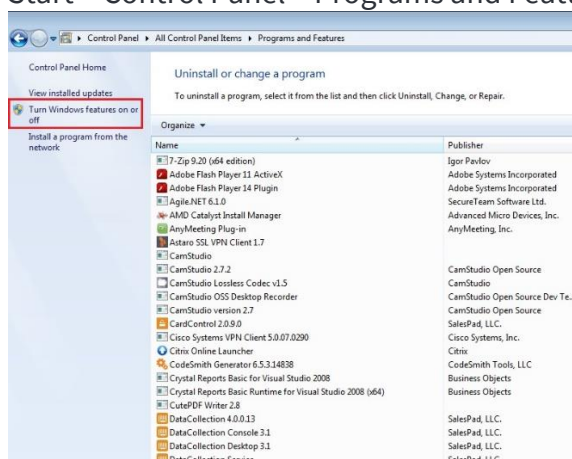 Start – Control Panel – Programs and Featu
Control Panel ▸ All Control Panel Items ▸ Programs and Features
Control Panel Home
View installed updates
Turn Windows features on or
off
Install a program from the
network
Uninstall or change a program
To uninstall a program, select it from the list and then click Uninstall, Change, or Repair.
Organize
Name Publisher
7-Zip 9.20 (x64 edition) Igor Pavlov
Adobe Flash Player 11 ActiveX Adobe Systems Incorporated
Adobe Flash Player 14 Plugin Adobe Systems Incorporated
Agile.NET 6.1.0 SecureTeam Software Ltd.
AMD Catalyst Install Manager Advanced Micro Devices, Inc.
AnyMeeting Plug-in AnyMeeting, Inc.
Astaro SSL VPN Client 1.7
CamStudio
CamStudio 2.7.2 CamStudio Open Source
CamStudio Lossless Codec v1.5 CamStudio
CamStudio OSS Desktop Recorder CamStudio Open Source Dev Te...
CamStudio version 2.7 CamStudio Open Source
CardControl 2.0.9.0 SalesPad, LLC.
Cisco Systems VPN Client 5.0.07.0290 Cisco Systems, Inc.
Citrix Online Launcher Citrix
CodeSmith Generator 6.5.3.14838 CodeSmith Tools, LLC
Crystal Reports Basic for Visual Studio 2008 Business Objects
Crystal Reports Basic Runtime for Visual Studio 2008 (x64) Business Objects
CutePDF Writer 2.8
DataCollection 4.0.0.13 SalesPad, LLC.
DataCollection Console 3.1 SalesPad, LLC.
DataCollection Desktop 3.1 SalesPad, LLC.
DataCollection Service SalesPad, LLC.